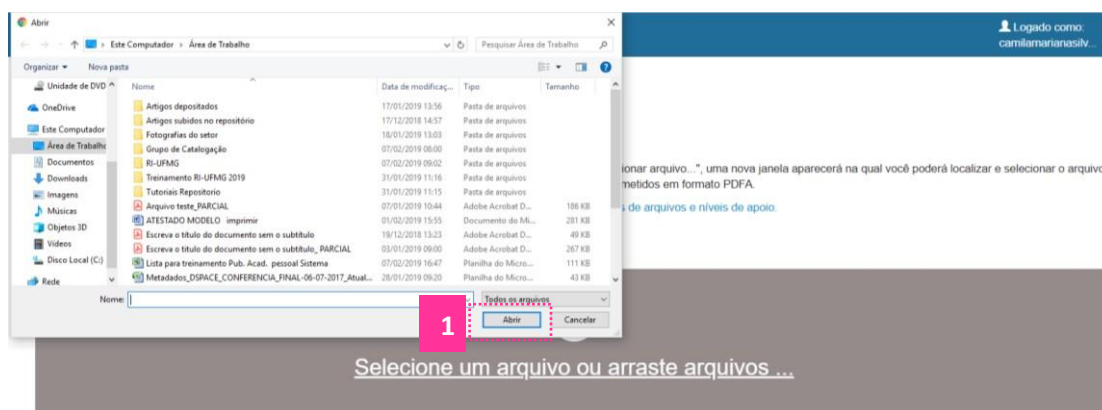 Abrir
Logado como:
camilamarianasilv...
Este Computador > Área de Trabalho
Pesquisar Área de Trabalho
Organizar
Nova pasta
Unidade de DVD
OneDrive
Este Computador
Área de Trabalho
Documentos
Downloads
Imagens
Músicas
Objetos 3D
Vídeos
Disco Local (C:)
Rede
Nome Data de modificaç... Tipo Tamanho
Artigos depositados 17/01/2019 13:56 Pasta de arquivos
Artigos subidos no repositório 17/12/2018 14:57 Pasta de arquivos
Fotografias do setor 18/01/2019 13:03 Pasta de arquivos
Grupo de Catalogação 07/02/2019 08:00 Pasta de arquivos
RI-UFMG 07/02/2019 09:02 Pasta de arquivos
Treinamento RI-UFMG 2019 31/01/2019 11:16 Pasta de arquivos
Tutoriais Repositorio 31/01/2019 11:15 Pasta de arquivos
Arquivo teste_PARCIAL 07/01/2019 10:44 Adobe Acrobat D... 186 KB
ATESTADO MODELO imprimir 01/02/2019 15:55 Documento do Mi... 281 KB
Escreva o título do documento sem o subtítulo 19/12/2018 13:23 Adobe Acrobat D... 49 KB
Escreva o título do documento sem o subtítulo_ PARCIAL 03/01/2019 09:00 Adobe Acrobat D... 267 KB
Lista para treinamento Pub. Acad. pessoal Sistema 07/02/2019 16:47 Planilha do Micro... 111 KB
Metadados_DSPACE_CONFERENCIA_FINAL-06-07-2017_Atual... 28/01/2019 09:20 Planilha do Micro... 43 KB
Nome:
Todos os arquivos
Abrir
Cancelar
1
ionar arquivo...", uma nova janela aparecerá na qual você poderá localizar e selecionar o arquivo
metidos em formato PDFA.
de arquivos e níveis de apoio.
Selecione um arquivo ou arraste arquivos ...